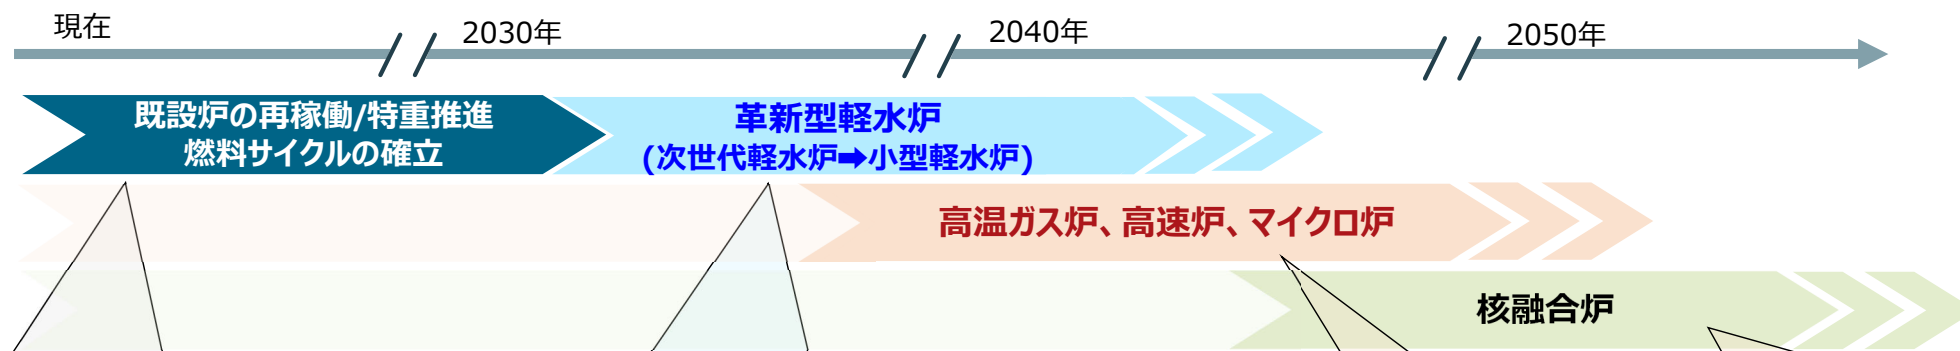 現在
2030年
2040年
2050年
既設炉の再稼働/特重推進
燃料サイクルの確立
革新型軽水炉
(次世代軽水炉➡小型軽水炉)
高温ガス炉、高速炉、マイクロ炉
核融合炉